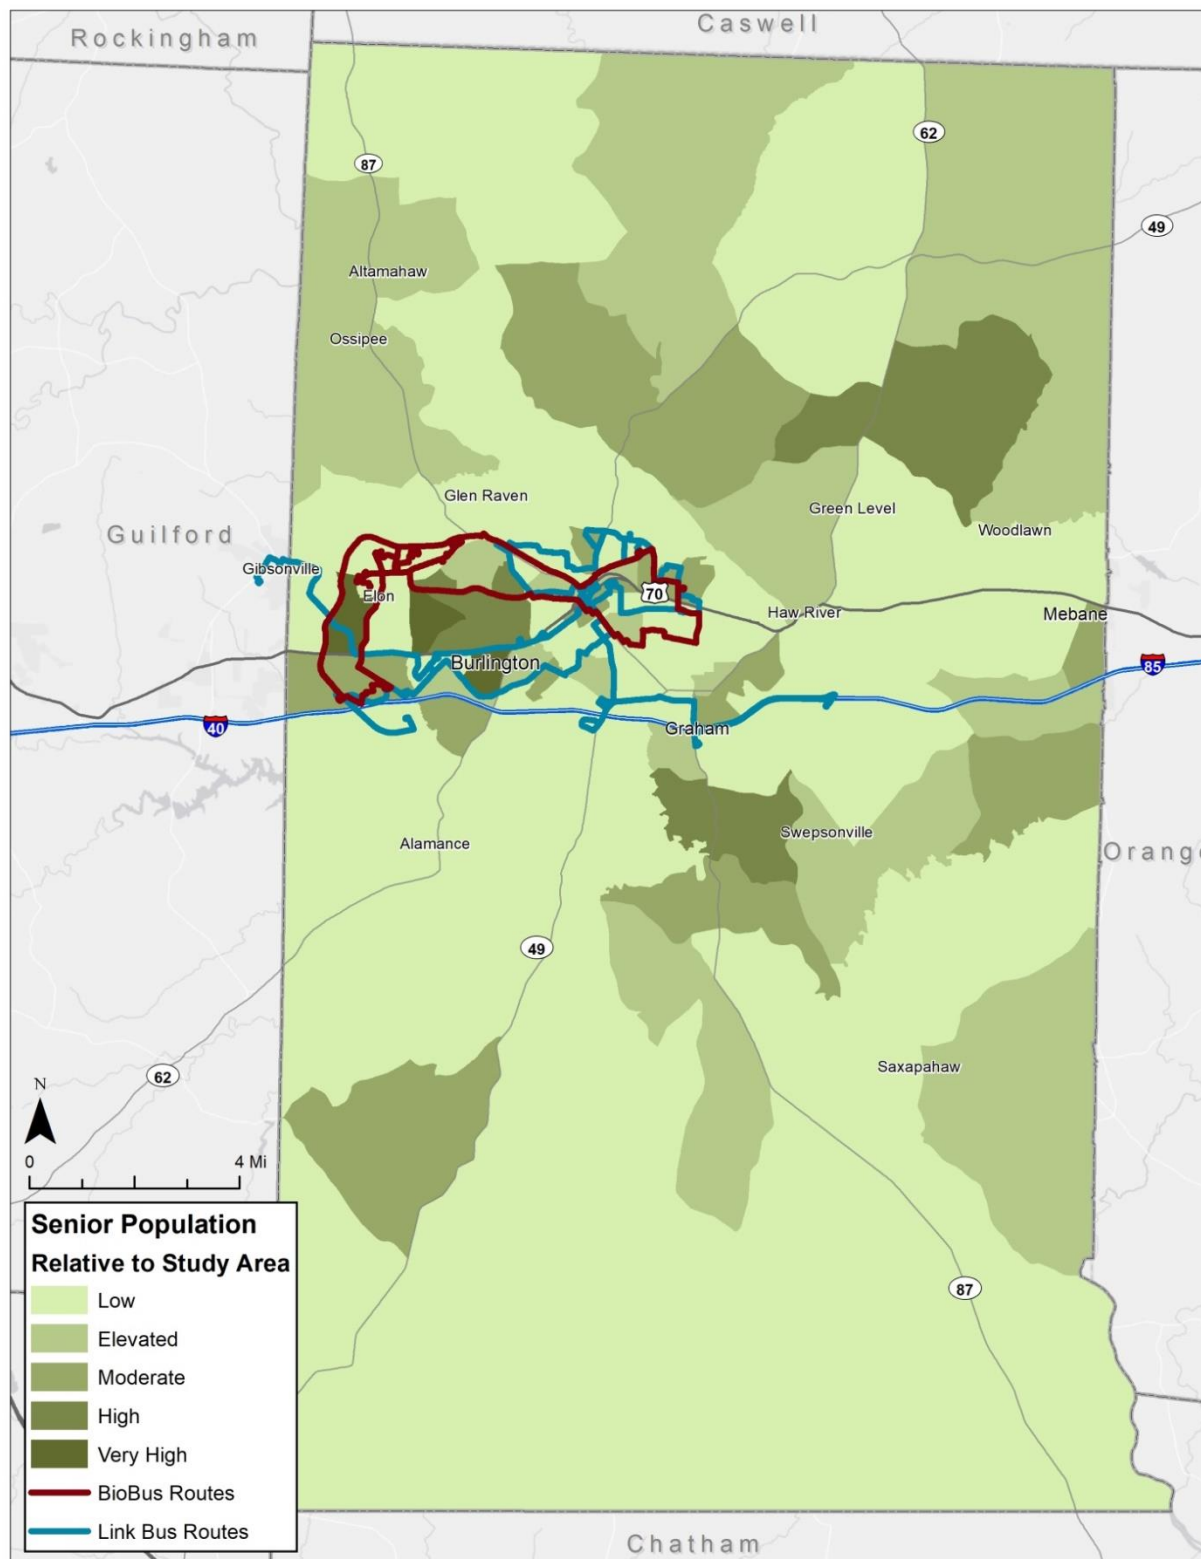 Rockingham
Caswell
62
87
49
Altamahaw
Ossipee
Glen Raven
Green Level
Guilford
Woodlawn
Gibsonville
Elon
70
Haw River
Mebane
Burlington
85
40
Graham
Swepsonville
Alamance
Orange
49
Saxapahaw
62
N
0 4 Mi
87
Senior Population
Relative to Study Area
Low
Elevated
Moderate
High
Very High
BioBus Routes
Link Bus Routes
Chatham